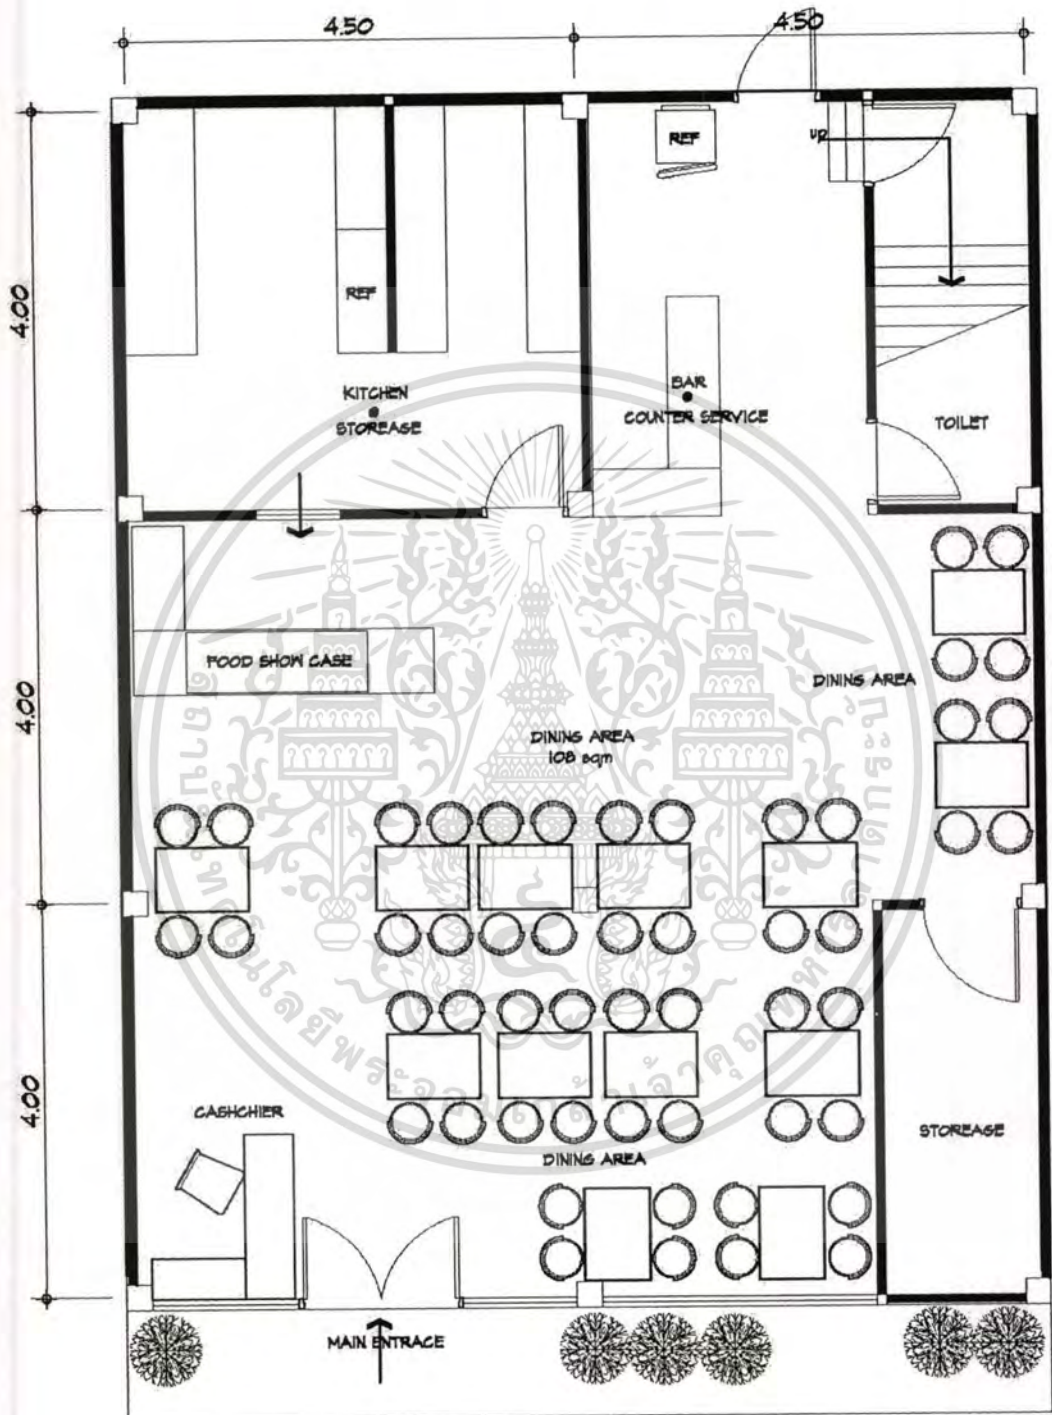 4.50
4.50
REF
UP
4.00
REF
KITCHEN
STOREAGE
BAR
COUNTER SERVICE
TOILET
FOOD SHOW CASE
DINING AREA
4.00
DINING AREA
108 sqm
4.00
CASHCHIER
STOREAGE
DINING AREA
MAIN ENTRACE